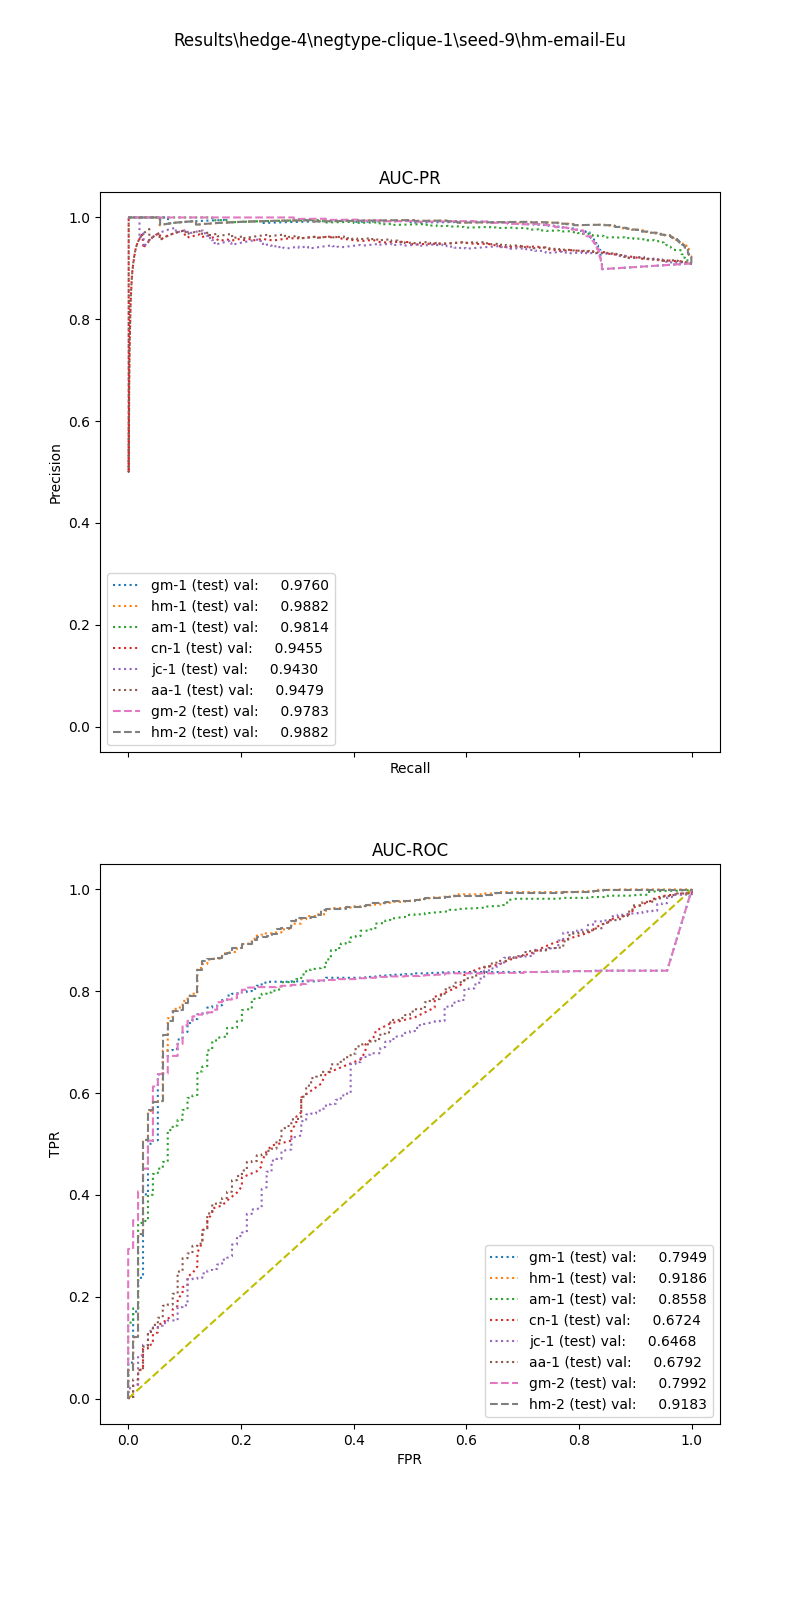 Results\hedge-4\negtype-clique-1\seed-9\hm-email-Eu
AUC-PR
1.0
0.8
0.6
0.4
0.2
0.0
Precision
gm-1 (test) val: 0.9760
hm-1 (test) val: 0.9882
am-1 (test) val: 0.9814
cn-1 (test) val: 0.9455
jc-1 (test) val: 0.9430
aa-1 (test) val: 0.9479
gm-2 (test) val: 0.9783
hm-2 (test) val: 0.9882
Recall
AUC-ROC
1.0
0.8
0.6
0.4
0.2
0.0
TPR
gm-1 (test) val: 0.7949
hm-1 (test) val: 0.9186
am-1 (test) val: 0.8558
cn-1 (test) val: 0.6724
jc-1 (test) val: 0.6468
aa-1 (test) val: 0.6792
gm-2 (test) val: 0.7992
hm-2 (test) val: 0.9183
0.0 0.2 0.4 0.6 0.8 1.0
FPR